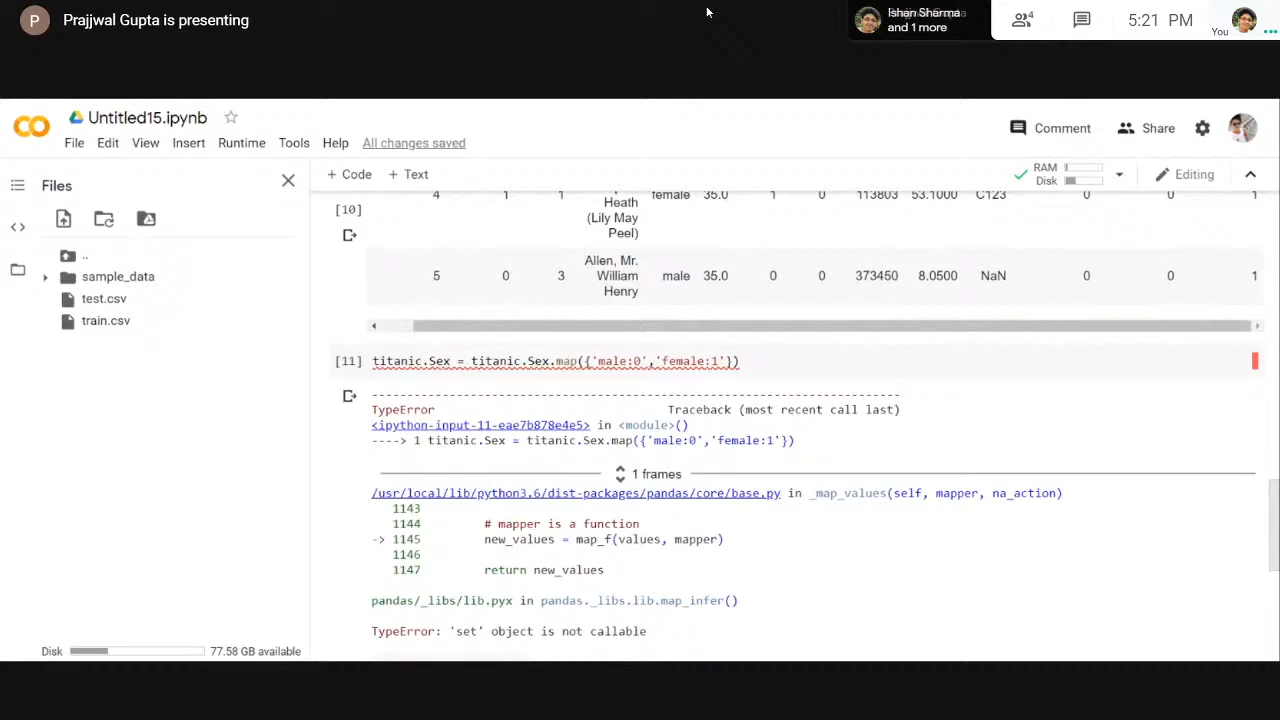 P Prajjwal Gupta is presenting
Ishan Sharma
and 1 more
4
5:21 PM
You
Untitled15.ipynb
File Edit View Insert Runtime Tools Help All changes saved
Comment Share
Files
+ Code + Text
RAM
Disk
Editing
..
sample_data
test.csv
train.csv
Disk 77.58 GB available
4 1 1 female 35.0 1 0 113803 53.1000 C123 0 0 1
[10]
Heath
(Lily May
Peel)
Allen, Mr.
5 0 3 William male 35.0 0 0 373450 8.0500 NaN 0 0 1
Henry
[11] titanic.Sex = titanic.Sex.map({'male:0','female:1'})
---------------------------------------------------------------------------
TypeError Traceback (most recent call last)
<ipython-input-11-eae7b878e4e5> in <module>()
----> 1 titanic.Sex = titanic.Sex.map({'male:0','female:1'})
1 frames
/usr/local/lib/python3.6/dist-packages/pandas/core/base.py in _map_values(self, mapper, na_action)
1143
1144 # mapper is a function
-> 1145 new_values = map_f(values, mapper)
1146
1147 return new_values
pandas/_libs/lib.pyx in pandas._libs.lib.map_infer()
TypeError: 'set' object is not callable